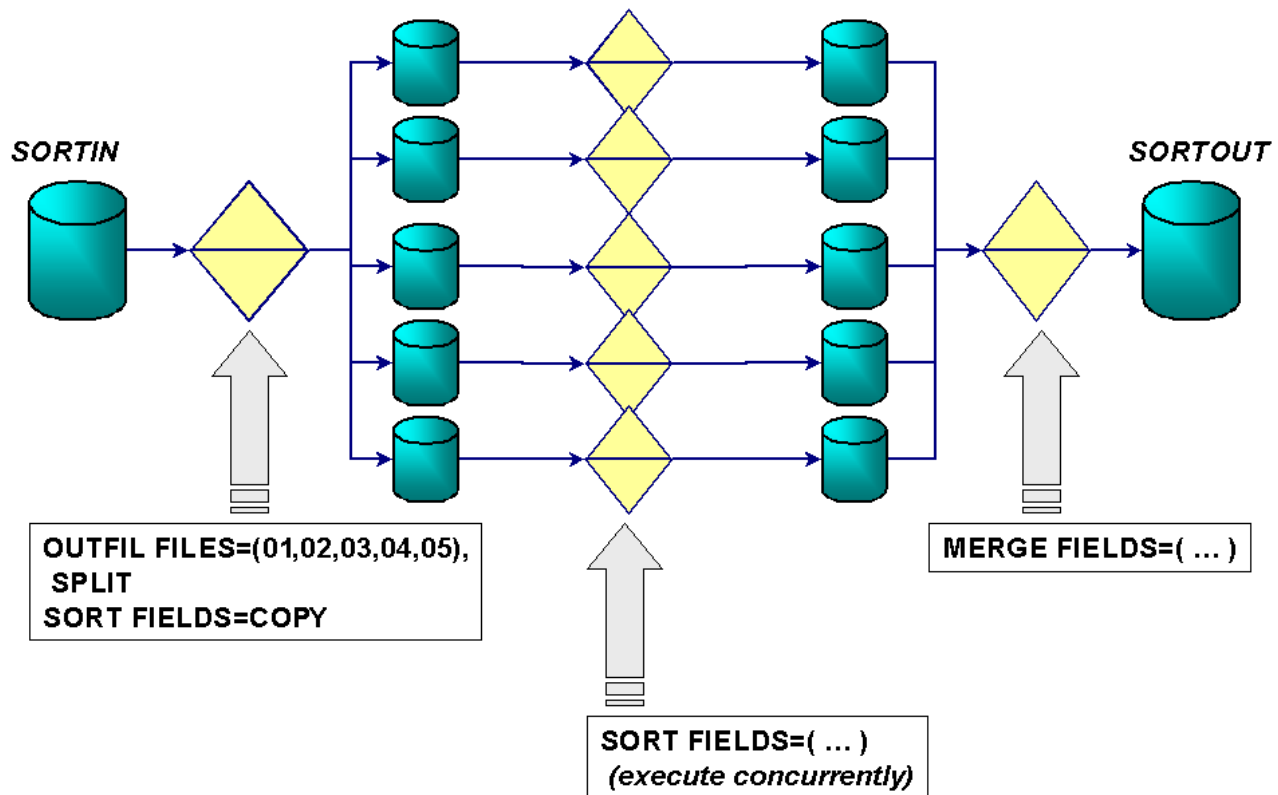 SORTIN
SORTOUT
OUTFIL FILES=(01,02,03,04,05),
SPLIT
SORT FIELDS=COPY
MERGE FIELDS=( ... )
SORT FIELDS=( ... )
(execute concurrently)